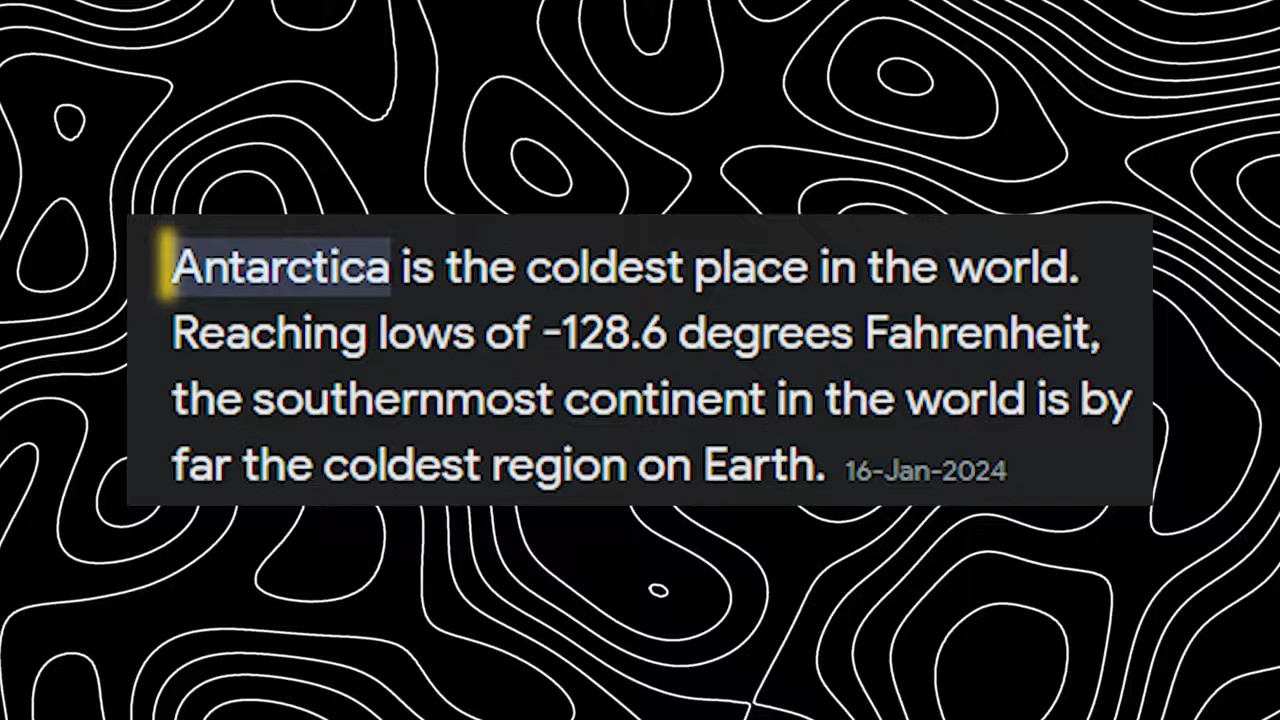 Antarctica is the coldest place in the world.
Reaching lows of -128.6 degrees Fahrenheit,
the southernmost continent in the world is by
far the coldest region on Earth. 16-Jan-2024